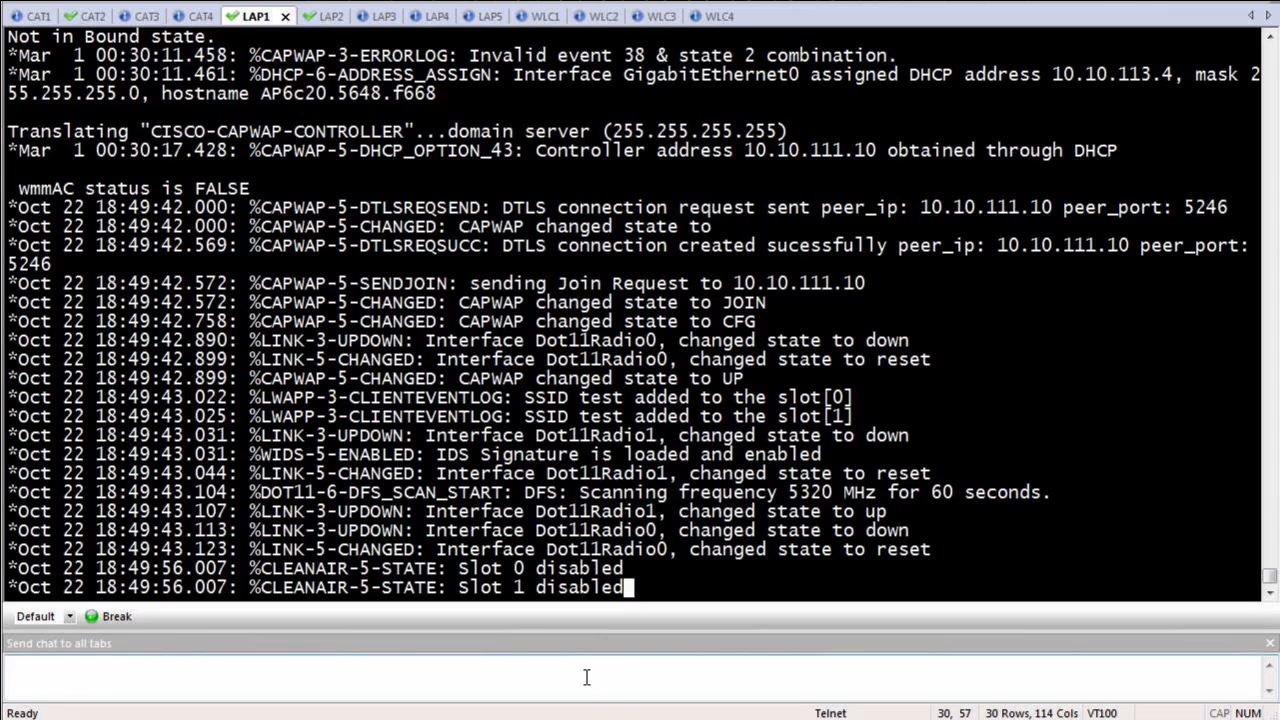 CAT1 CAT2 CAT3 CAT4 LAP1 LAP2 LAP3 LAP4 LAP5 WLC1 WLC2 WLC3 WLC4
Not in Bound state.
*Mar  1 00:30:11.458: %CAPWAP-3-ERRORLOG: Invalid event 38 & state 2 combination.
*Mar  1 00:30:11.461: %DHCP-6-ADDRESS_ASSIGN: Interface GigabitEthernet0 assigned DHCP address 10.10.113.4, mask 2
55.255.255.0, hostname AP6c20.5648.f668
Translating "CISCO-CAPWAP-CONTROLLER"...domain server (255.255.255.255)
*Mar  1 00:30:17.428: %CAPWAP-5-DHCP_OPTION_43: Controller address 10.10.111.10 obtained through DHCP
wmmAC status is FALSE
*Oct 22 18:49:42.000: %CAPWAP-5-DTLSREQSEND: DTLS connection request sent peer_ip: 10.10.111.10 peer_port: 5246
*Oct 22 18:49:42.000: %CAPWAP-5-CHANGED: CAPWAP changed state to
*Oct 22 18:49:42.569: %CAPWAP-5-DTLSREQSUCC: DTLS connection created sucessfully peer_ip: 10.10.111.10 peer_port:
5246
*Oct 22 18:49:42.572: %CAPWAP-5-SENDJOIN: sending Join Request to 10.10.111.10
*Oct 22 18:49:42.572: %CAPWAP-5-CHANGED: CAPWAP changed state to JOIN
*Oct 22 18:49:42.758: %CAPWAP-5-CHANGED: CAPWAP changed state to CFG
*Oct 22 18:49:42.890: %LINK-3-UPDOWN: Interface Dot11Radio0, changed state to down
*Oct 22 18:49:42.899: %LINK-5-CHANGED: Interface Dot11Radio0, changed state to reset
*Oct 22 18:49:42.899: %CAPWAP-5-CHANGED: CAPWAP changed state to UP
*Oct 22 18:49:43.022: %LWAPP-3-CLIENTEVENTLOG: SSID test added to the slot[0]
*Oct 22 18:49:43.025: %LWAPP-3-CLIENTEVENTLOG: SSID test added to the slot[1]
*Oct 22 18:49:43.031: %LINK-3-UPDOWN: Interface Dot11Radio1, changed state to down
*Oct 22 18:49:43.031: %WIDS-5-ENABLED: IDS Signature is loaded and enabled
*Oct 22 18:49:43.044: %LINK-5-CHANGED: Interface Dot11Radio1, changed state to reset
*Oct 22 18:49:43.104: %DOT11-6-DFS_SCAN_START: DFS: Scanning frequency 5320 MHz for 60 seconds.
*Oct 22 18:49:43.107: %LINK-3-UPDOWN: Interface Dot11Radio1, changed state to up
*Oct 22 18:49:43.113: %LINK-3-UPDOWN: Interface Dot11Radio0, changed state to down
*Oct 22 18:49:43.123: %LINK-5-CHANGED: Interface Dot11Radio0, changed state to reset
*Oct 22 18:49:56.007: %CLEANAIR-5-STATE: Slot 0 disabled
*Oct 22 18:49:56.007: %CLEANAIR-5-STATE: Slot 1 disabled
Default Break
Send chat to all tabs
Ready Telnet 30, 57 30 Rows, 114 Cols VT100 CAP NUM